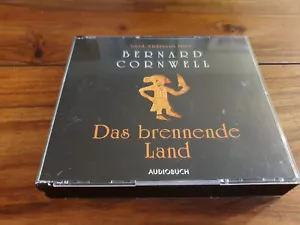 BERNARD
CORNWELL
Das brennende
Land
AUDIOBUCH